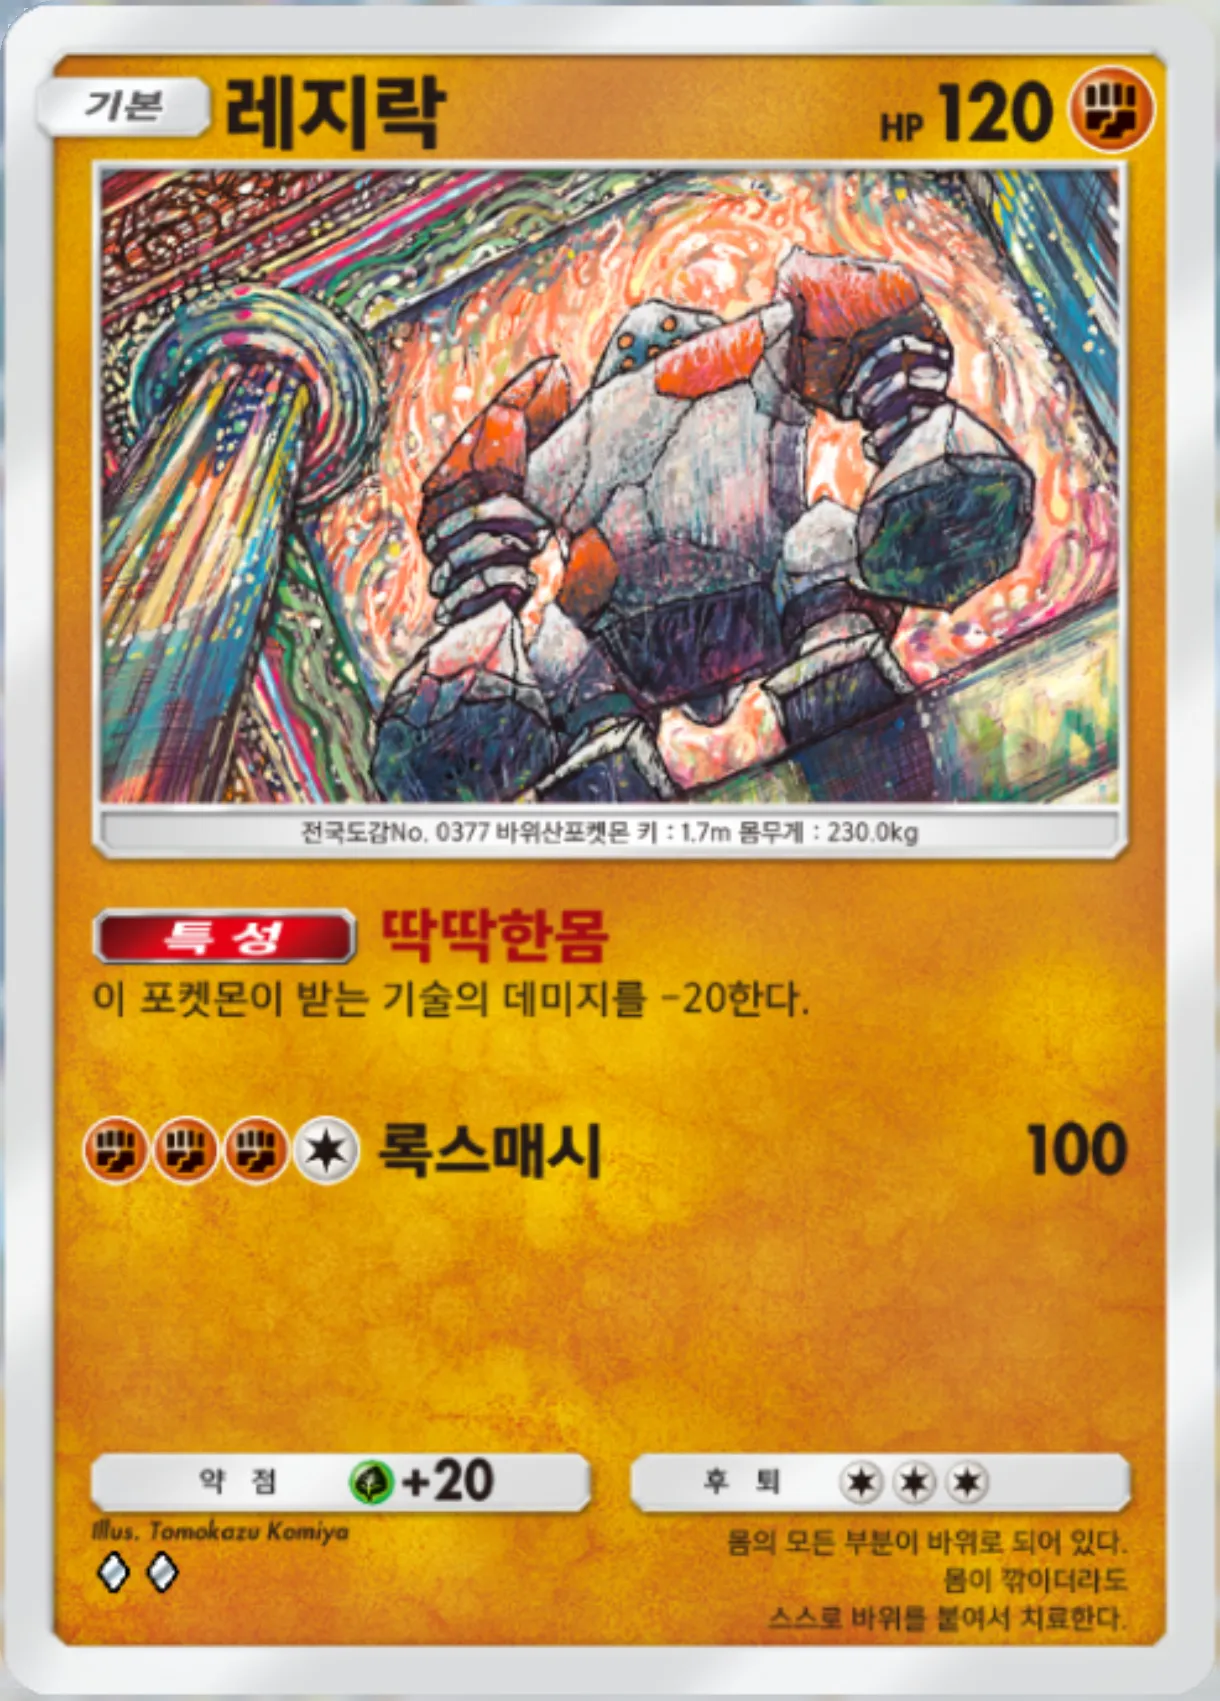 기본 레지락 HP 120
전국도감No. 0377 바위산포켓몬 키 : 1.7m 몸무게 : 230.0kg
특성 딱딱한몸
이 포켓몬이 받는 기술의 데미지를 -20한다.
록스매시 100
약점 +20 후퇴
Illus. Tomokazu Komiya
몸의 모든 부분이 바위로 되어 있다.
몸이 깎이더라도
스스로 바위를 붙여서 치료한다.